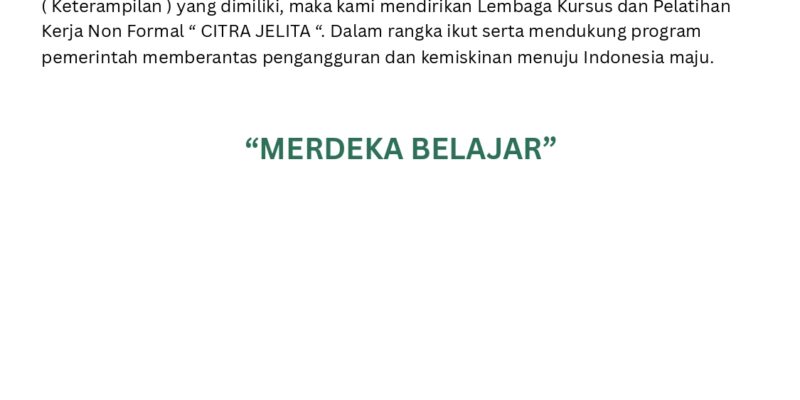 ( Keterampilan ) yang dimiliki, maka kami mendirikan Lembaga Kursus dan Pelatihan
Kerja Non Formal “ CITRA JELITA “. Dalam rangka ikut serta mendukung program
pemerintah memberantas pengangguran dan kemiskinan menuju Indonesia maju.
“MERDEKA BELAJAR”